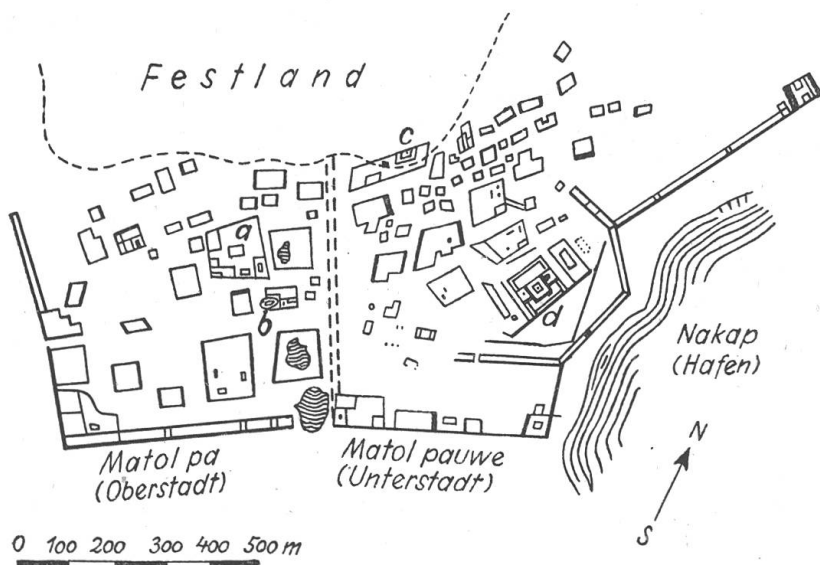 Festland
c
a
b
d
Nakap
(Hafen)
Matol pa
(Oberstadt)
Matol pauwe
(Unterstadt)
N
S
0 100 200 300 400 500 m